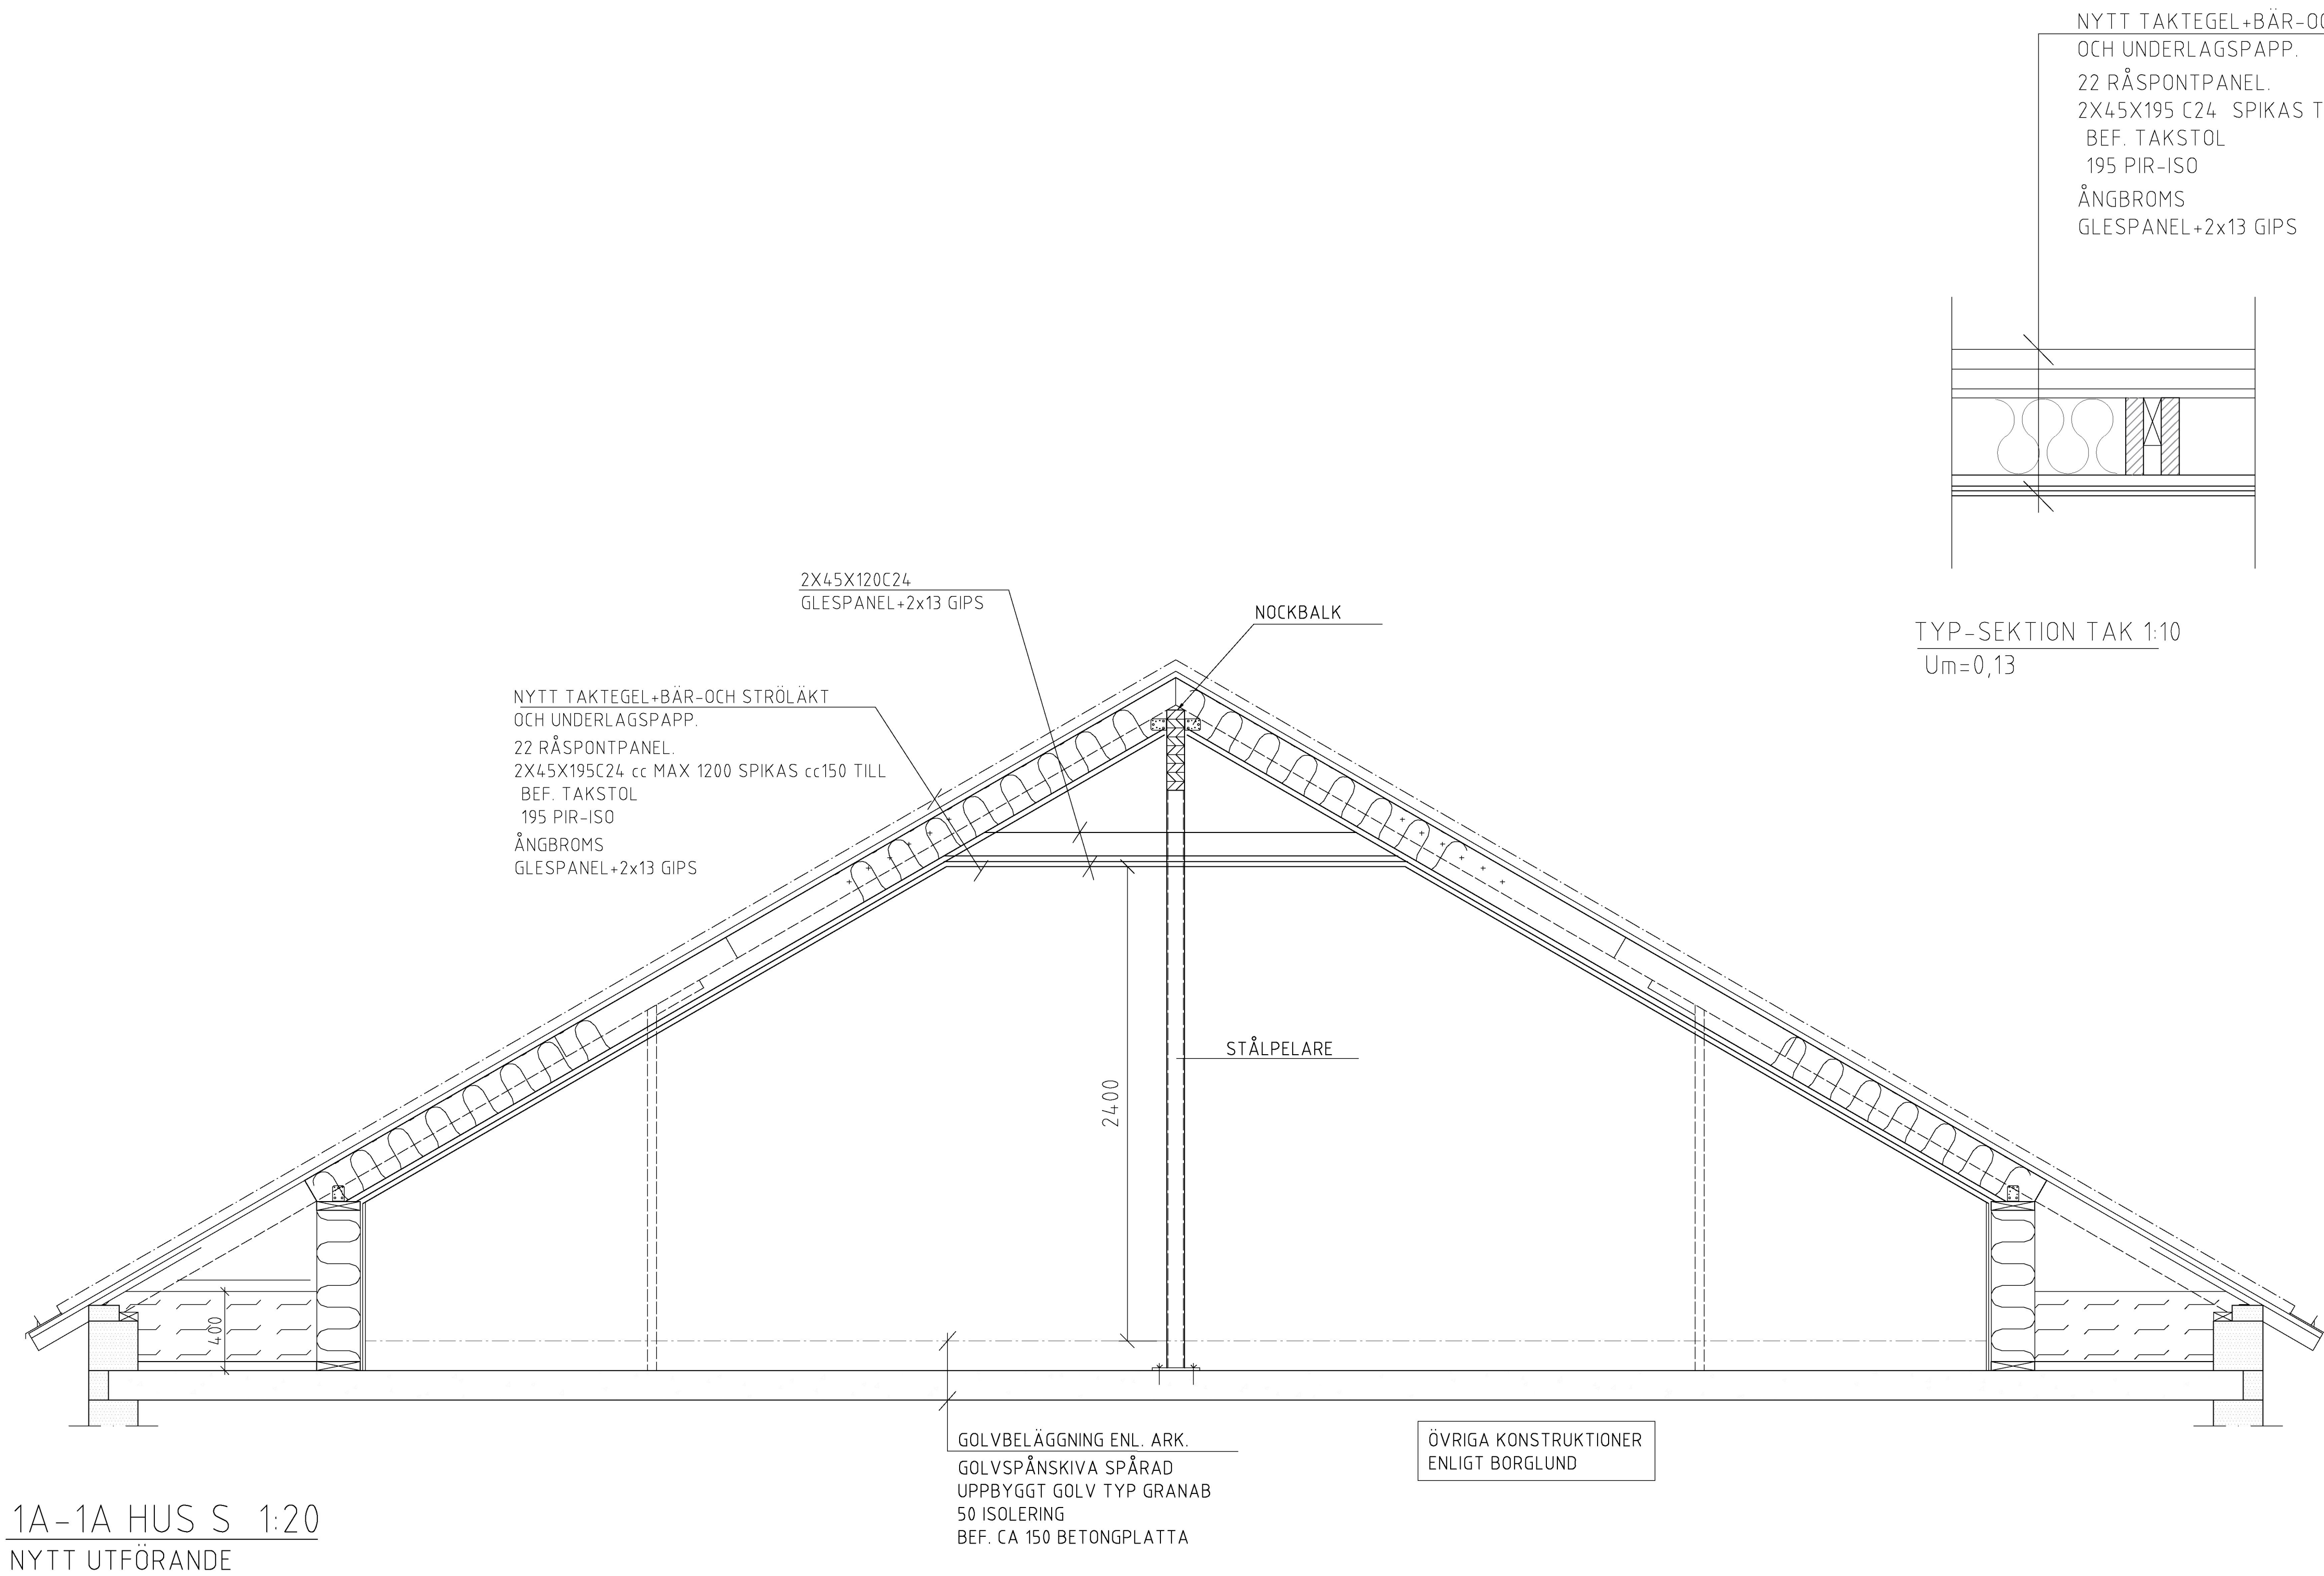 NYTT TAKTEGEL+BÄR-
OCH UNDERLAGSPAPP.
22 RÅSPONTPANEL.
2X45X195 C24 SPIKAS
BEF. TAKSTOL
195 PIR-ISO
ÅNGBROMS
GLESPANEL+2x13 GIPS
TYP-SEKTION TAK 1:10
Um=0,13
2X45X120C24
GLESPANEL+2x13 GIPS
NOCKBALK
NYTT TAKTEGEL+BÄR-OCH STRÖLÄKT
OCH UNDERLAGSPAPP.
22 RÅSPONTPANEL.
2X45X195C24 cc MAX 1200 SPIKAS cc150 TILL
BEF. TAKSTOL
195 PIR-ISO
ÅNGBROMS
GLESPANEL+2x13 GIPS
STÅLPELARE
2400
400
GOLVBELÄGGNING ENL. ARK.
GOLVSPÅNSKIVA SPÅRAD
UPPBYGGT GOLV TYP GRANAB
50 ISOLERING
BEF. CA 150 BETONGPLATTA
ÖVRIGA KONSTRUKTIONER
ENLIGT BORGLUND
1A-1A HUS S 1:20
NYTT UTFÖRANDE